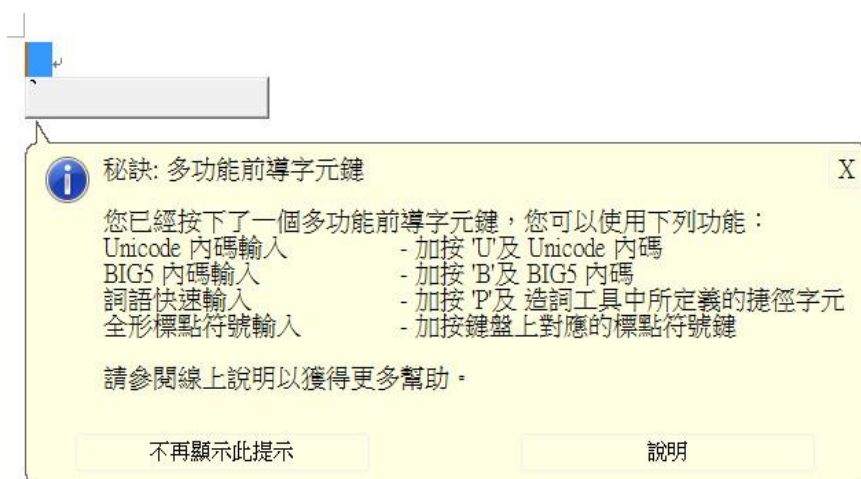 ↵
`
秘訣: 多功能前導字元鍵 X
您已經按下了一個多功能前導字元鍵，您可以使用下列功能：
Unicode 內碼輸入 - 加按 'U'及 Unicode 內碼
BIG5 內碼輸入 - 加按 'B'及 BIG5 內碼
詞語快速輸入 - 加按 'P'及 造詞工具中所定義的捷徑字元
全形標點符號輸入 - 加按鍵盤上對應的標點符號鍵
請參閱線上說明以獲得更多幫助。
不再顯示此提示 說明